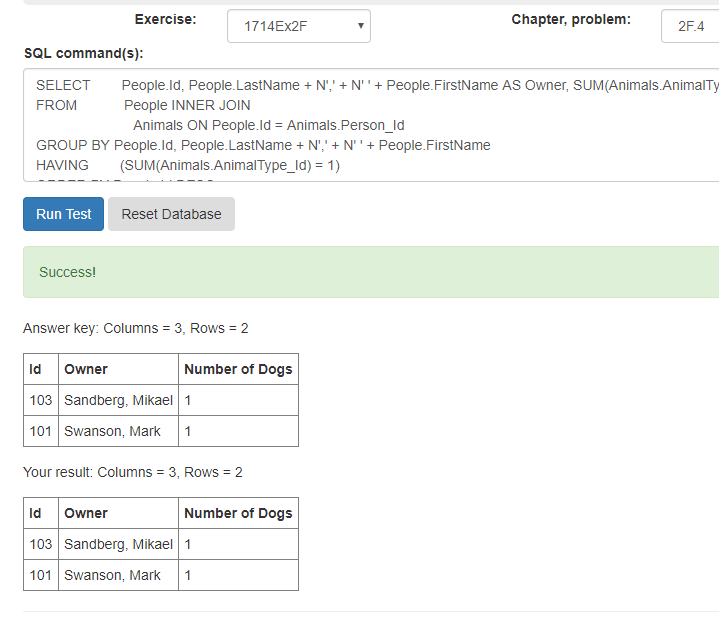 Exercise: 1714Ex2F Chapter, problem: 2F.4
SQL command(s):
SELECT People.Id, People.LastName + N',' + N' ' + People.FirstName AS Owner, SUM(Animals.AnimalTy
FROM People INNER JOIN
Animals ON People.Id = Animals.Person_Id
GROUP BY People.Id, People.LastName + N',' + N' ' + People.FirstName
HAVING (SUM(Animals.AnimalType_Id) = 1)
Run Test Reset Database
Success!
Answer key: Columns = 3, Rows = 2
Id Owner Number of Dogs
103 Sandberg, Mikael 1
101 Swanson, Mark 1
Your result: Columns = 3, Rows = 2
Id Owner Number of Dogs
103 Sandberg, Mikael 1
101 Swanson, Mark 1